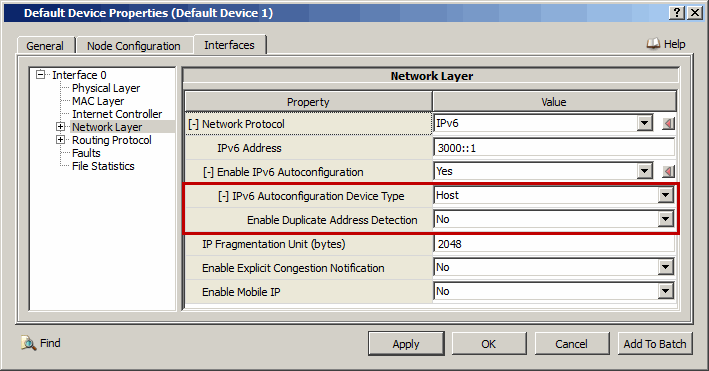 Default Device Properties (Default Device 1)
General Node Configuration Interfaces Help
Interface 0
Physical Layer
MAC Layer
Internet Controller
Network Layer
Routing Protocol
Faults
File Statistics
Network Layer
Property Value
[-] Network Protocol IPv6
IPv6 Address 3000::1
[-] Enable IPv6 Autoconfiguration Yes
[-] IPv6 Autoconfiguration Device Type Host
Enable Duplicate Address Detection No
IP Fragmentation Unit (bytes) 2048
Enable Explicit Congestion Notification No
Enable Mobile IP No
Find Apply OK Cancel Add To Batch